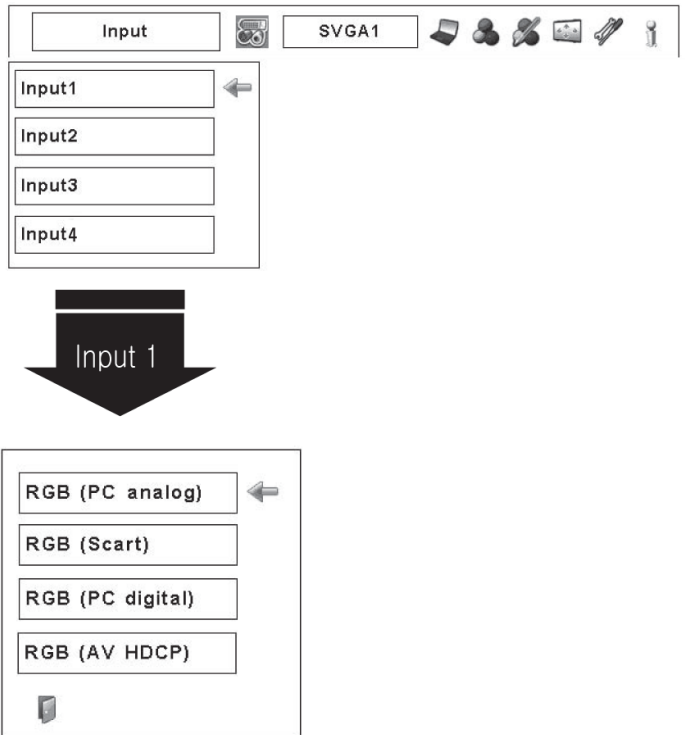 Input SVGA1
Input1
Input2
Input3
Input4
Input 1
RGB (PC analog)
RGB (Scart)
RGB (PC digital)
RGB (AV HDCP)